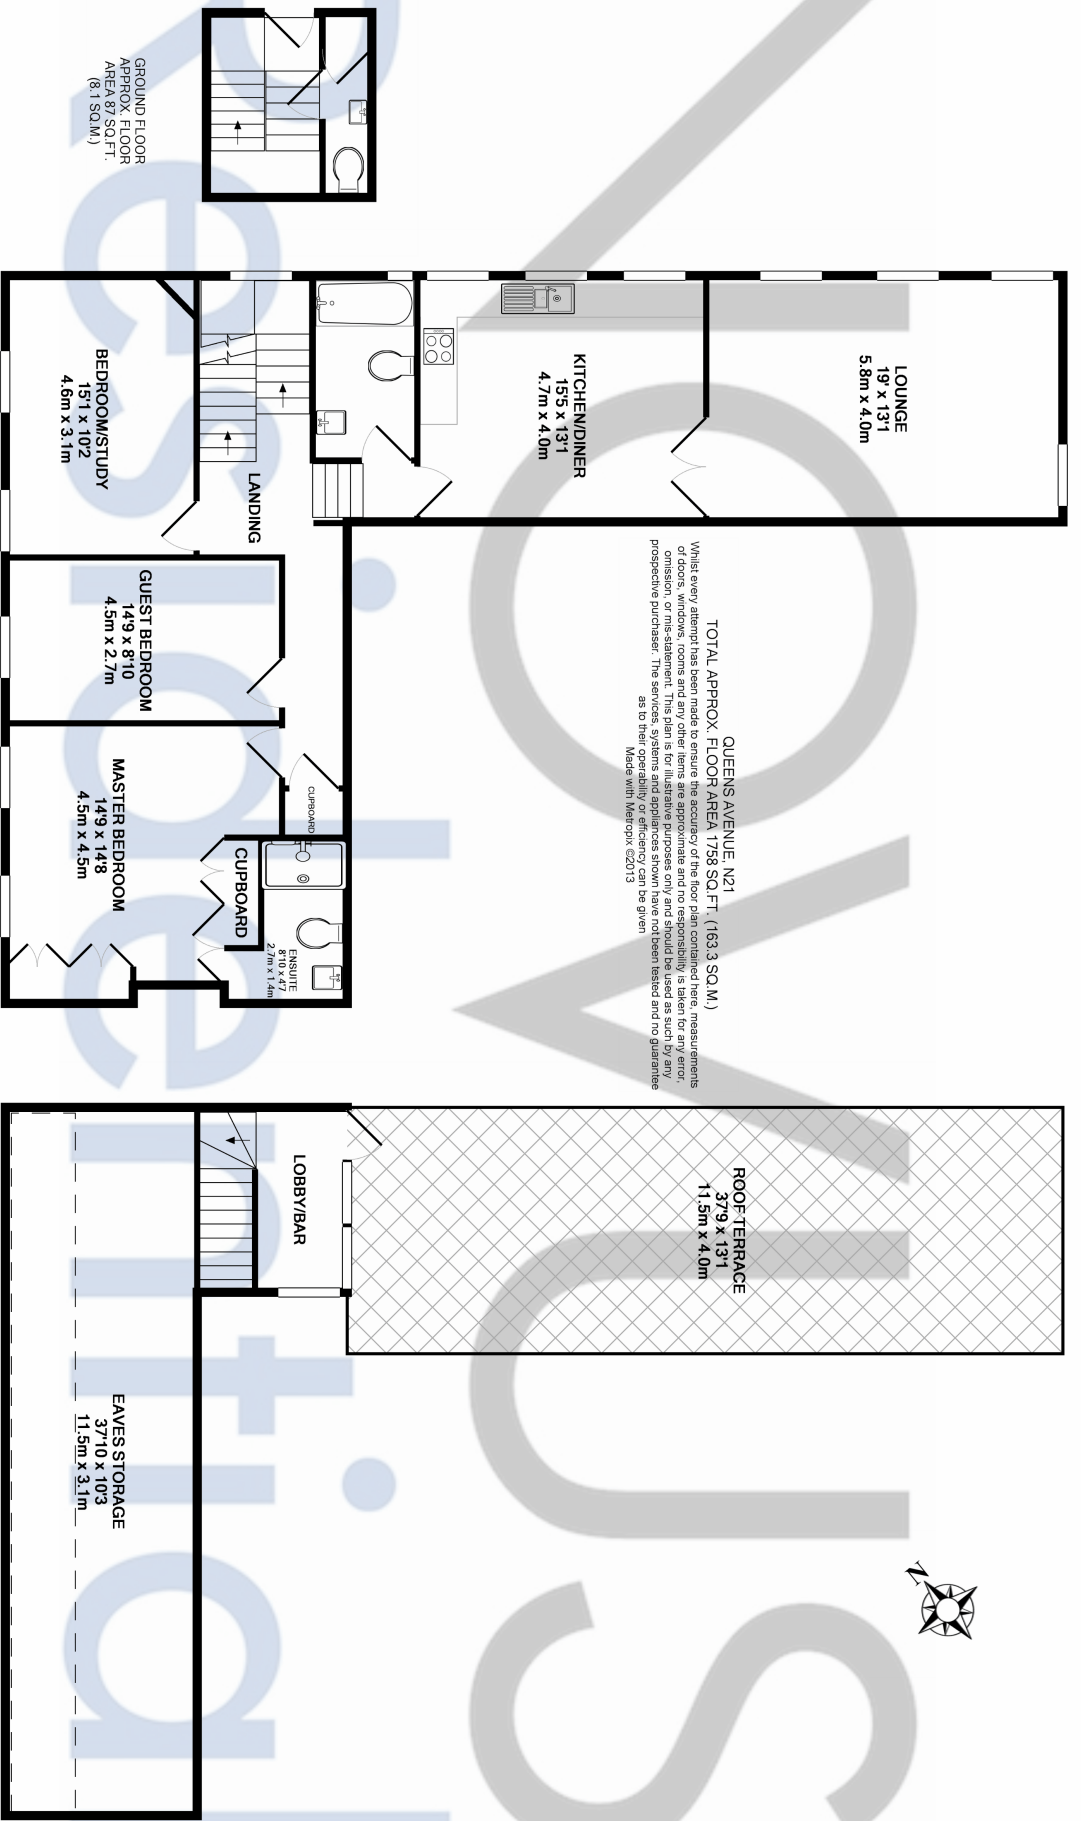 GROUND FLOOR
APPROX. FLOOR
AREA 87 SQ.FT.
(8.1 SQ.M.)
LOUNGE
19' x 13'1
5.8m x 4.0m
KITCHEN/DINER
15'5 x 13'1
4.7m x 4.0m
LANDING
BEDROOM/STUDY
15'1 x 10'2
4.6m x 3.1m
GUEST BEDROOM
14'9 x 8'10
4.5m x 2.7m
CUPBOARD
CUPBOARD
ENSUITE
8'10 x 4'7
2.7m x 1.4m
MASTER BEDROOM
14'9 x 14'8
4.5m x 4.5m
QUEENS AVENUE, N21
TOTAL APPROX. FLOOR AREA 1758 SQ.FT. (163.3 SQ.M.)
Whilst every attempt has been made to ensure the accuracy of the floor plan contained here, measurements
of doors, windows, rooms and any other items are approximate and no responsibility is taken for any error,
omission, or mis-statement. This plan is for illustrative purposes only and should be used as such by any
prospective purchaser. The services, systems and appliances shown have not been tested and no guarantee
as to their operability or efficiency can be given
Made with Metropix ©2013
ROOF TERRACE
37'9 x 13'1
11.5m x 4.0m
LOBBY/BAR
EAVES STORAGE
37'10 x 10'3
11.5m x 3.1m
N